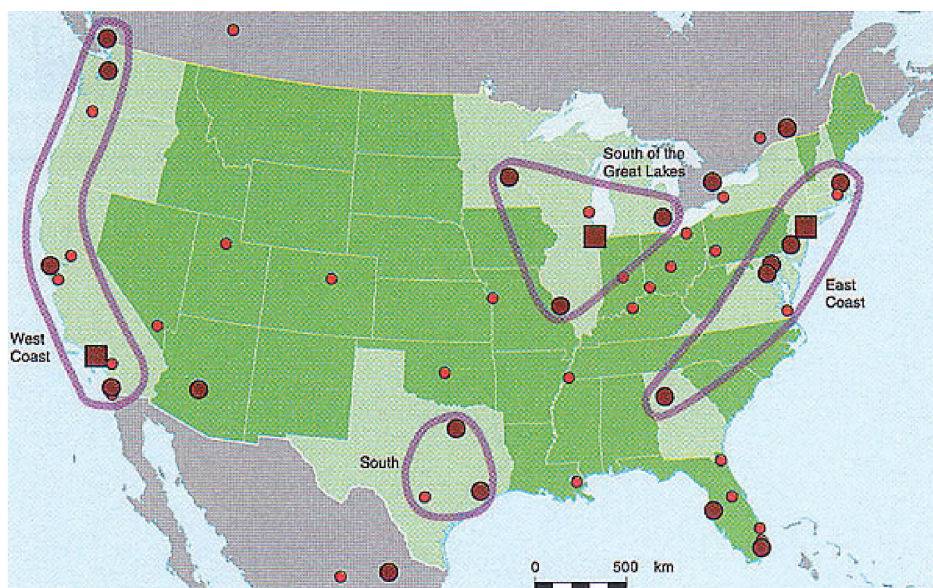 South of the
Great Lakes
East
Coast
West
Coast
South
0 500 km